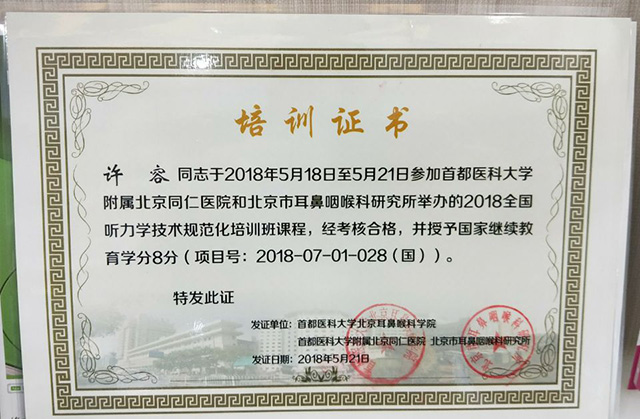 培训证书
许容 同志于2018年5月18日至5月21日参加首都医科大学
附属北京同仁医院和北京市耳鼻咽喉科研究所举办的2018全国
听力学技术规范化培训班课程，经考核合格，并授予国家继续教
育学分8分（项目号：2018-07-01-028（国））。
特发此证
发证单位：首都医科大学北京耳鼻喉科学院
首都医科大学附属北京同仁医院 北京市耳鼻咽喉科研究所
发证日期：2018年5月21日